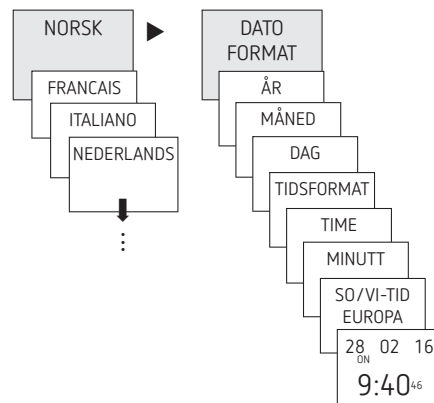 NORSK
FRANCAIS
ITALIANO
NEDERLANDS
DATO
FORMAT
ÅR
MÅNED
DAG
TIDSFORMAT
TIME
MINUTT
SO/VI-TID
EUROPA
28 02 16
ON
9:40 46